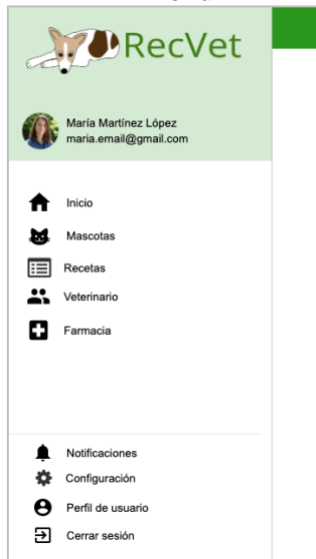 RecVet
María Martínez López
maria.email@gmail.com
Inicio
Mascotas
Recetas
Veterinario
Farmacia
Notificaciones
Configuración
Perfil de usuario
Cerrar sesión